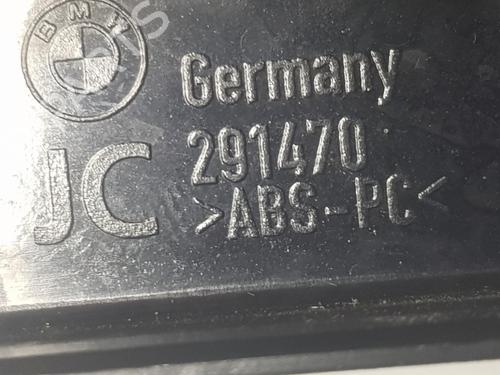 BMW
Germany
JC
291470
>ABS-PC<